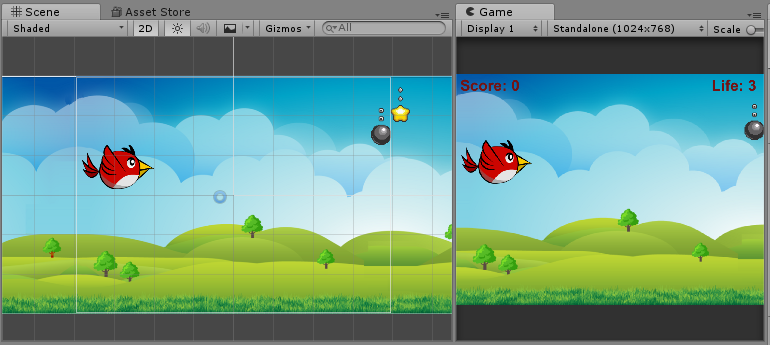 Scene
Asset Store
Shaded
2D
Gizmos
All
Game
Display 1
Standalone (1024x768)
Scale
Score: 0
Life: 3